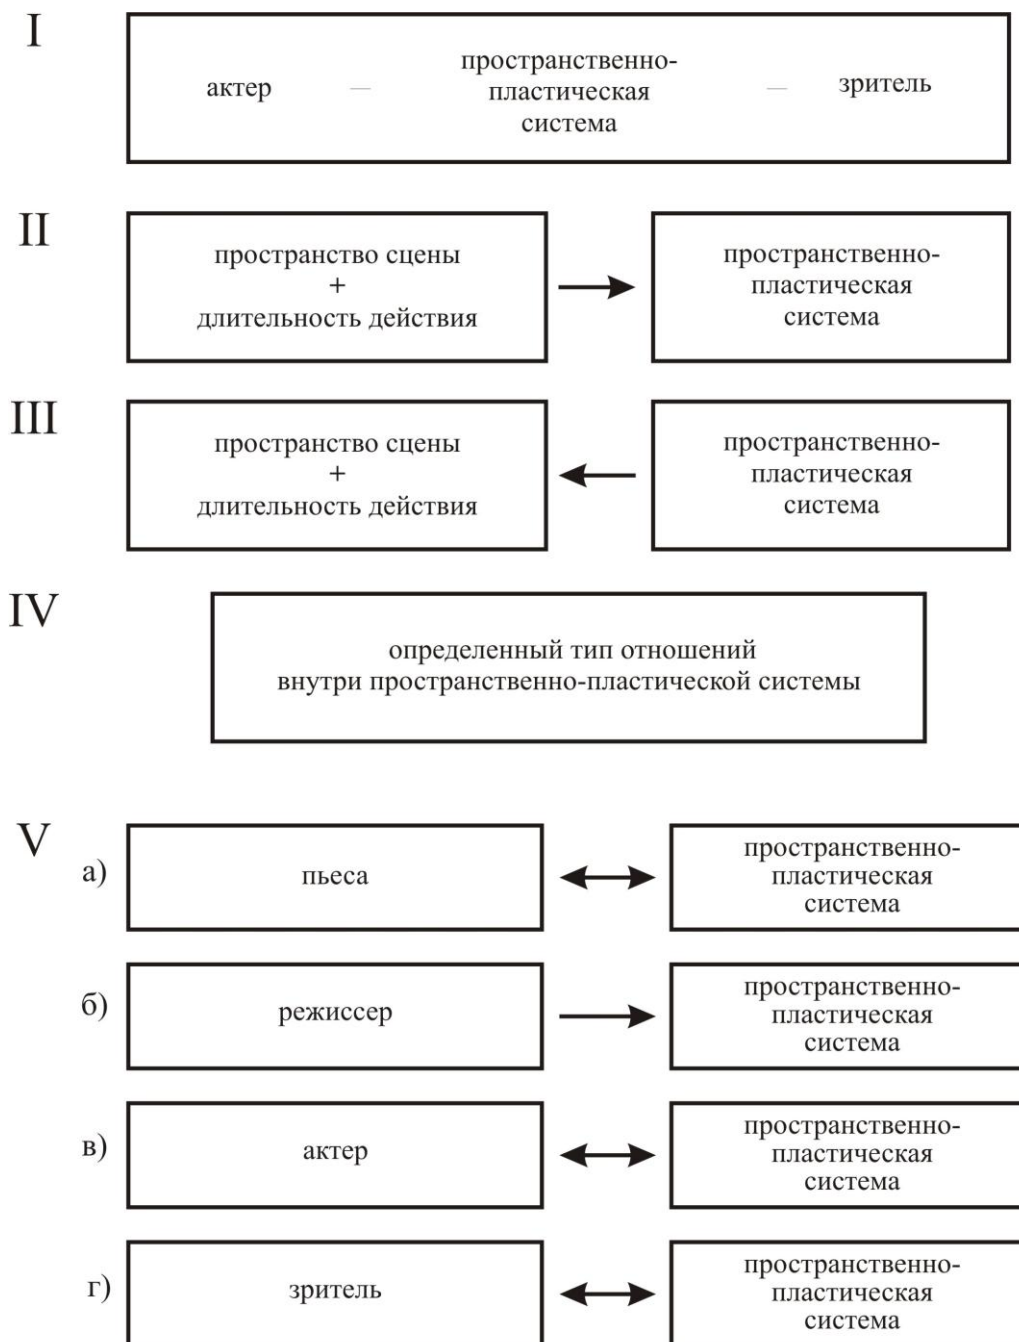 I
актер — пространственно-
пластическая
система — зритель
II
пространство сцены
+
длительность действия
пространственно-
пластическая
система
III
пространство сцены
+
длительность действия
пространственно-
пластическая
система
IV
определенный тип отношений
внутри пространственно-пластической системы
V
а)
пьеса
пространственно-
пластическая
система
б)
режиссер
пространственно-
пластическая
система
в)
актер
пространственно-
пластическая
система
г)
зритель
пространственно-
пластическая
система